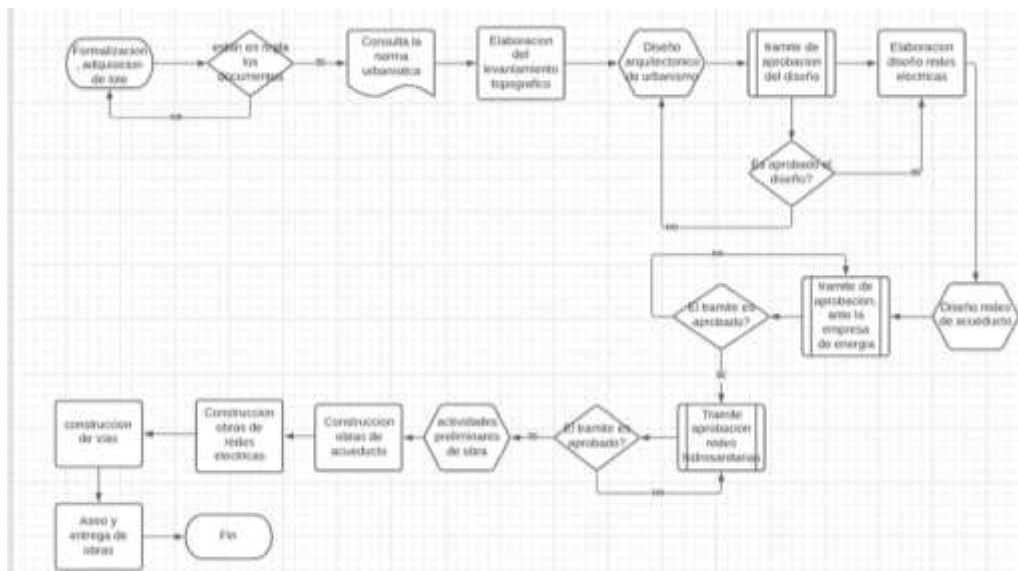 Formalizacion
, adquisicion
de lote
estan en regla
los
documentos
si
no
Consulta la
norma
urbanistica
Elaboracion
del
levantamiento
topografico
Diseño
arquitectonico
de urbanismo
tramite de
aprobacion
del diseño
Elaboracion
diseño redes
electricas
Es aprobado el
diseño?
si
no
Diseño redes
de acueducto
tramite de
aprobacion,
ante la
empresa
de energia
El tramite es
aprobado?
no
si
Tramite
aprobacion
redes
hidrosanitarias
El tramite es
aprobado?
no
si
actividades
preliminares
de obra
Construccion
obras de
acueducto
Construccion
obras de
redes
electricas
construccion
de vias
Aseo y
entrega de
obras
Fin